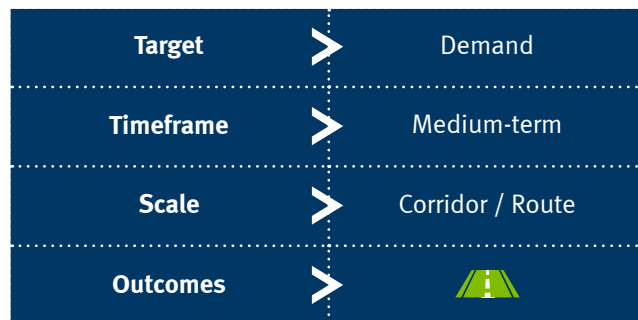 Target Demand
Timeframe Medium-term
Scale Corridor / Route
Outcomes